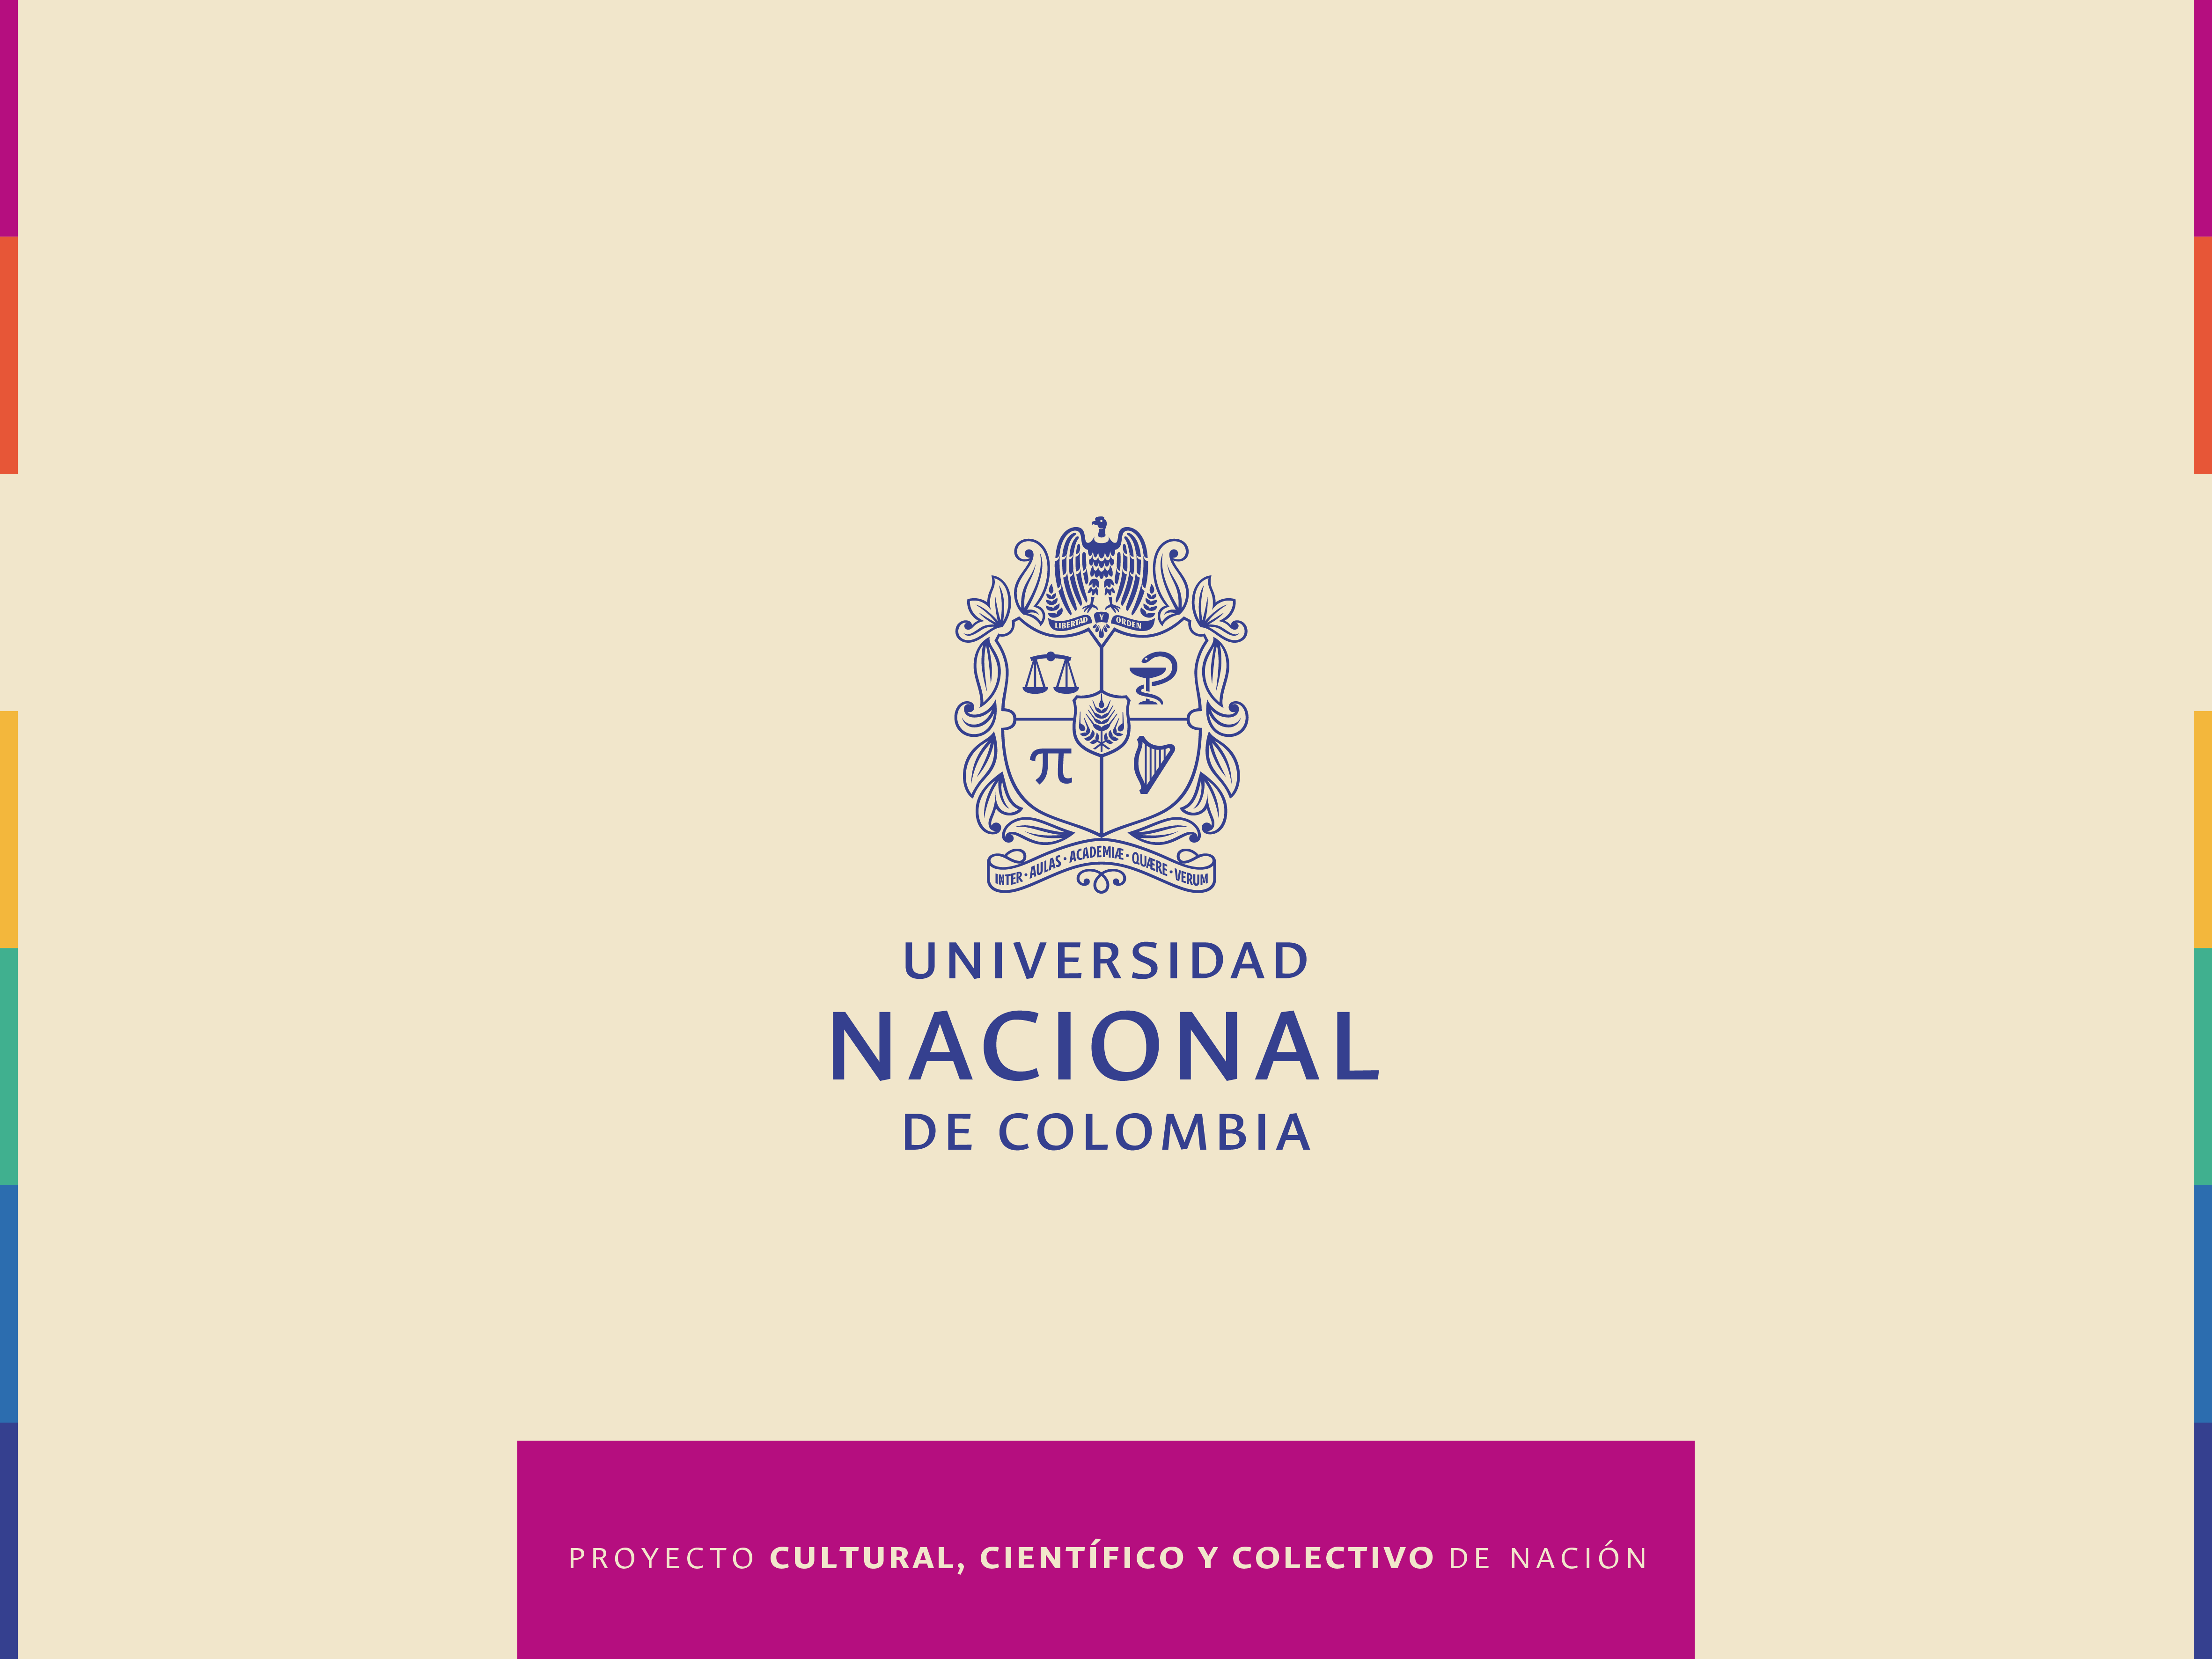 LIBERTAD Y ORDEN
π
INTER · AULAS · ACADEMIÆ · QUÆRE · VERUM
UNIVERSIDAD
NACIONAL
DE COLOMBIA
PROYECTO CULTURAL, CIENTÍFICO Y COLECTIVO DE NACIÓN